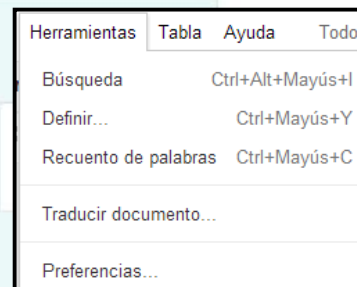 Herramientas Tabla Ayuda Todo
Búsqueda Ctrl+Alt+Mayús+I
Definir... Ctrl+Mayús+Y
Recuento de palabras Ctrl+Mayús+C
Traducir documento...
Preferencias...